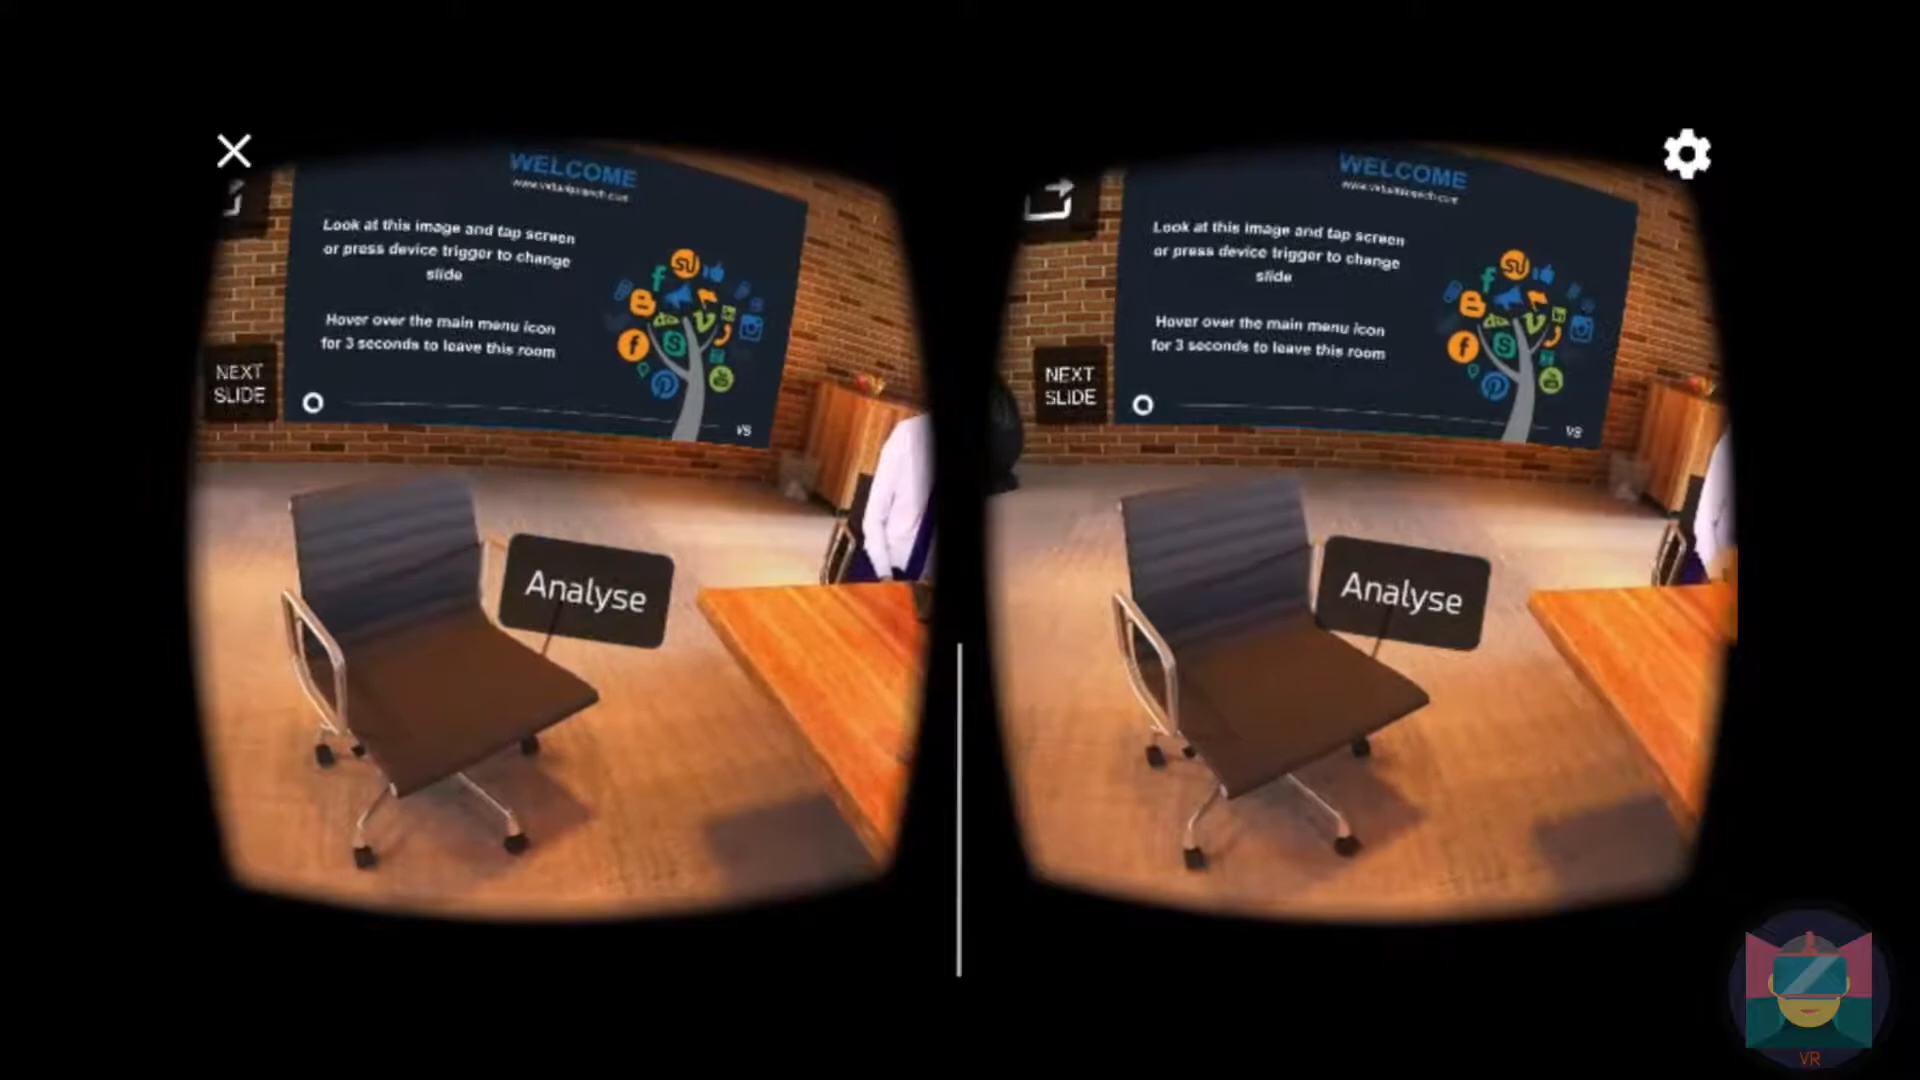 WELCOME
Look at this image and tap screen
or press device trigger to change
slide
Hover over the main menu icon
for 3 seconds to leave this room
VS
NEXT
SLIDE
Analyse
WELCOME
Look at this image and tap screen
or press device trigger to change
slide
Hover over the main menu icon
for 3 seconds to leave this room
VS
NEXT
SLIDE
Analyse
VR